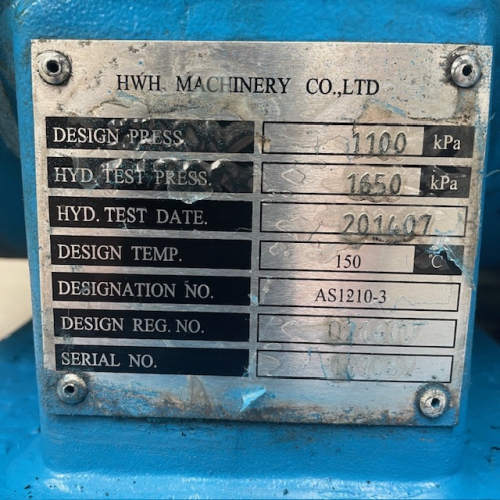 HWH MACHINERY CO.,LTD
DESIGN PRESS. 1100 kPa
HYD. TEST PRESS. 1650 kPa
HYD. TEST DATE. 201407
DESIGN TEMP. 150 °C
DESIGNATION NO. AS1210-3
DESIGN REG. NO.
SERIAL NO.